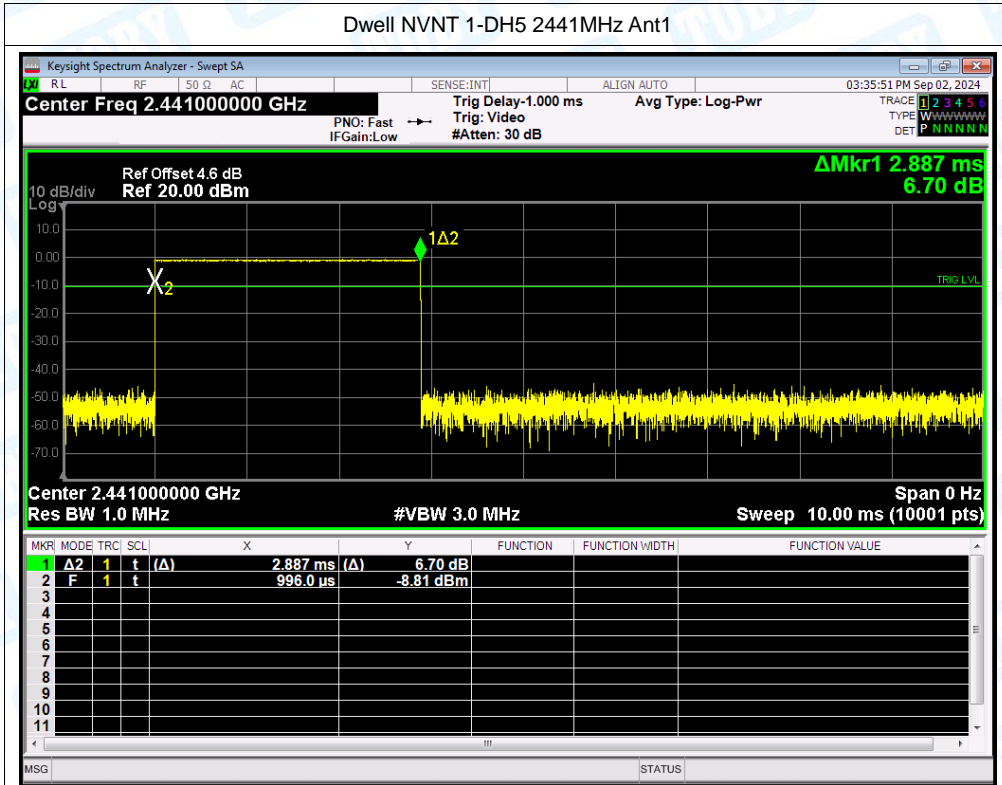 Dwell NVNT 1-DH5 2441MHz Ant1
Keysight Spectrum Analyzer - Swept SA
LXI RL RF 50 Ω AC SENSE:INT ALIGN AUTO 03:35:51 PM Sep 02, 2024
Center Freq 2.441000000 GHz Trig Delay-1.000 ms Avg Type: Log-Pwr TRACE 1 2 3 4 5 6
PNO: Fast Trig: Video TYPE WWWWWWW
IFGain:Low #Atten: 30 dB DET P N N N N N
ΔMkr1 2.887 ms
6.70 dB
Ref Offset 4.6 dB
10 dB/div Ref 20.00 dBm
Log
10.0
1Δ2
0.00
-10.0
X2
TRIG LVL
-20.0
-30.0
-40.0
-50.0
-60.0
-70.0
Center 2.441000000 GHz Span 0 Hz
Res BW 1.0 MHz #VBW 3.0 MHz Sweep 10.00 ms (10001 pts)
MKR MODE TRC SCL X Y FUNCTION FUNCTION WIDTH FUNCTION VALUE
1 Δ2 1 t (Δ) 2.887 ms (Δ) 6.70 dB
2 F 1 t 996.0 µs -8.81 dBm
3
4
5
6
7
8
9
10
11
MSG STATUS